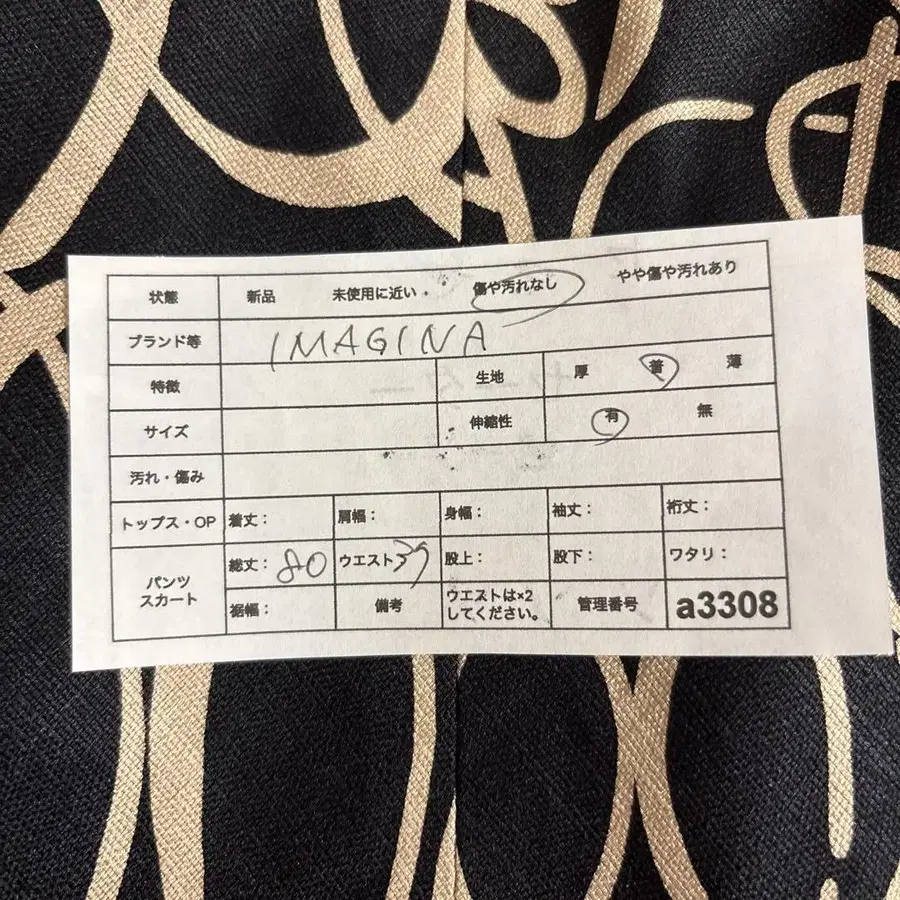 状態 新品 未使用に近い・ 傷や汚れなし やや傷や汚れあり
ブランド等 IMAGINA
特徴 生地 厚 着 薄
サイズ 伸縮性 有 無
汚れ・傷み
トップス・OP 着丈： 肩幅： 身幅： 袖丈： 裄丈：
パンツ
スカート
総丈：80 ウエスト37 股上： 股下： ワタリ：
裾幅： 備考 ウエストは×2
してください。 管理番号 a3308